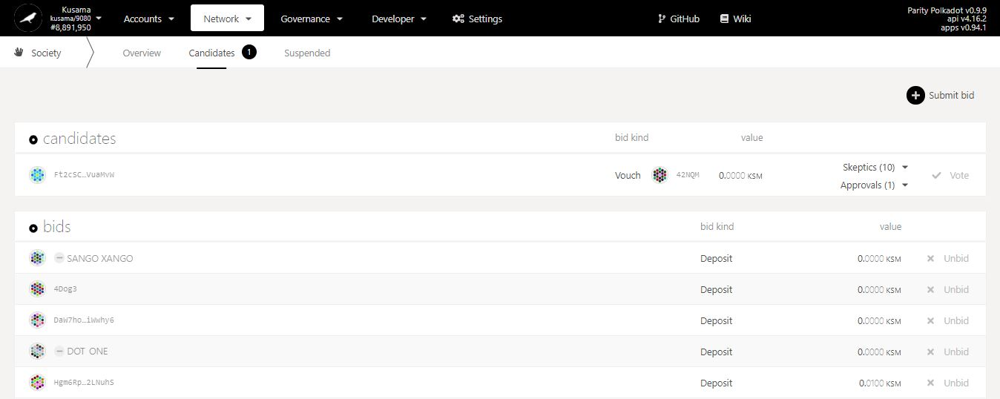 Kusama
kusama/9080
#8,891,950
Accounts Network Governance Developer Settings GitHub Wiki
Parity Polkadot v0.9.9
api v4.16.2
apps v0.94.1
Society Overview Candidates 1 Suspended
Submit bid
candidates bid kind value
Ft2cSC…VuaMvW Vouch 42NQM 0.0000 KSM Skeptics (10) Vote
Approvals (1)
bids bid kind value
SANGO XANGO Deposit 0.0000 KSM Unbid
4Dog3 Deposit 0.0000 KSM Unbid
DaW7ho…iWwhy6 Deposit 0.0000 KSM Unbid
DOT ONE Deposit 0.0000 KSM Unbid
Hgm6Rp…2LNuhS Deposit 0.0100 KSM Unbid